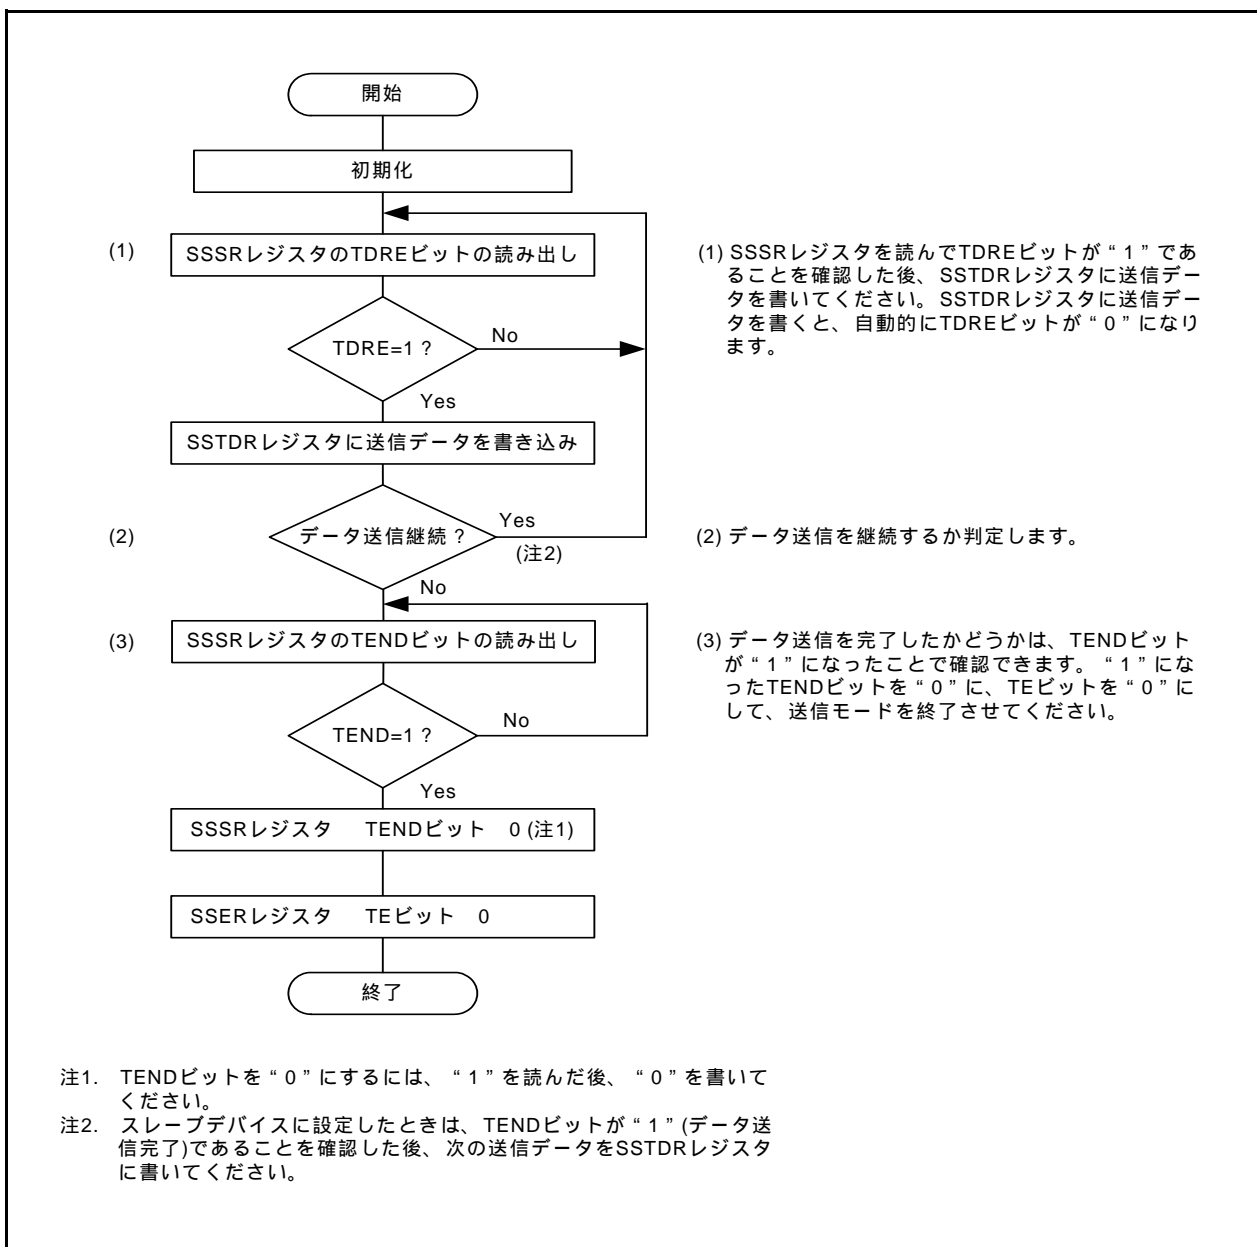 開始
初期化
(1)
SSSRレジスタのTDREビットの読み出し
TDRE=1？
No
Yes
SSTDRレジスタに送信データを書き込み
(2)
データ送信継続？
Yes
(注2)
No
(3)
SSSRレジスタのTENDビットの読み出し
TEND=1？
No
Yes
SSSRレジスタ　TENDビット　0 (注1)
SSERレジスタ　TEビット　0
終了
(1) SSSRレジスタを読んでTDREビットが“1”であ
ることを確認した後、SSTDRレジスタに送信デー
タを書いてください。SSTDRレジスタに送信デー
タを書くと、自動的にTDREビットが“0”になり
ます。
(2) データ送信を継続するか判定します。
(3) データ送信を完了したかどうかは、TENDビット
が“1”になったことで確認できます。“1”にな
ったTENDビットを“0”に、TEビットを“0”に
して、送信モードを終了させてください。
注1.　TENDビットを“0”にするには、“1”を読んだ後、“0”を書いて
ください。
注2.　スレーブデバイスに設定したときは、TENDビットが“1”(データ送
信完了)であることを確認した後、次の送信データをSSTDRレジスタ
に書いてください。